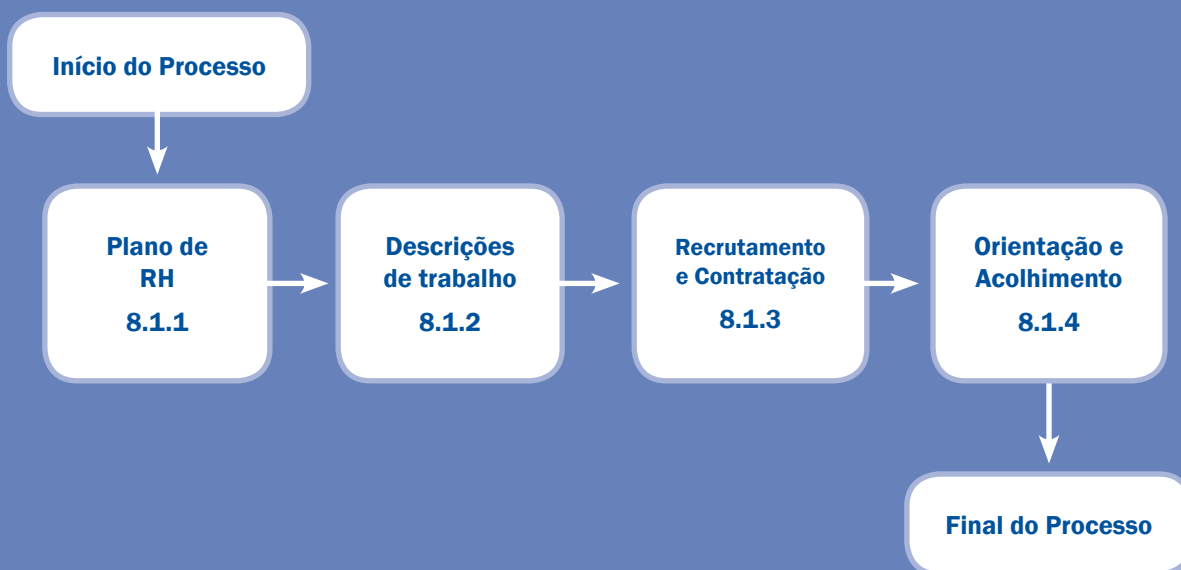 Início do Processo
Plano de
RH
8.1.1
Descrições
de trabalho
8.1.2
Recrutamento
e Contratação
8.1.3
Orientação e
Acolhimento
8.1.4
Final do Processo